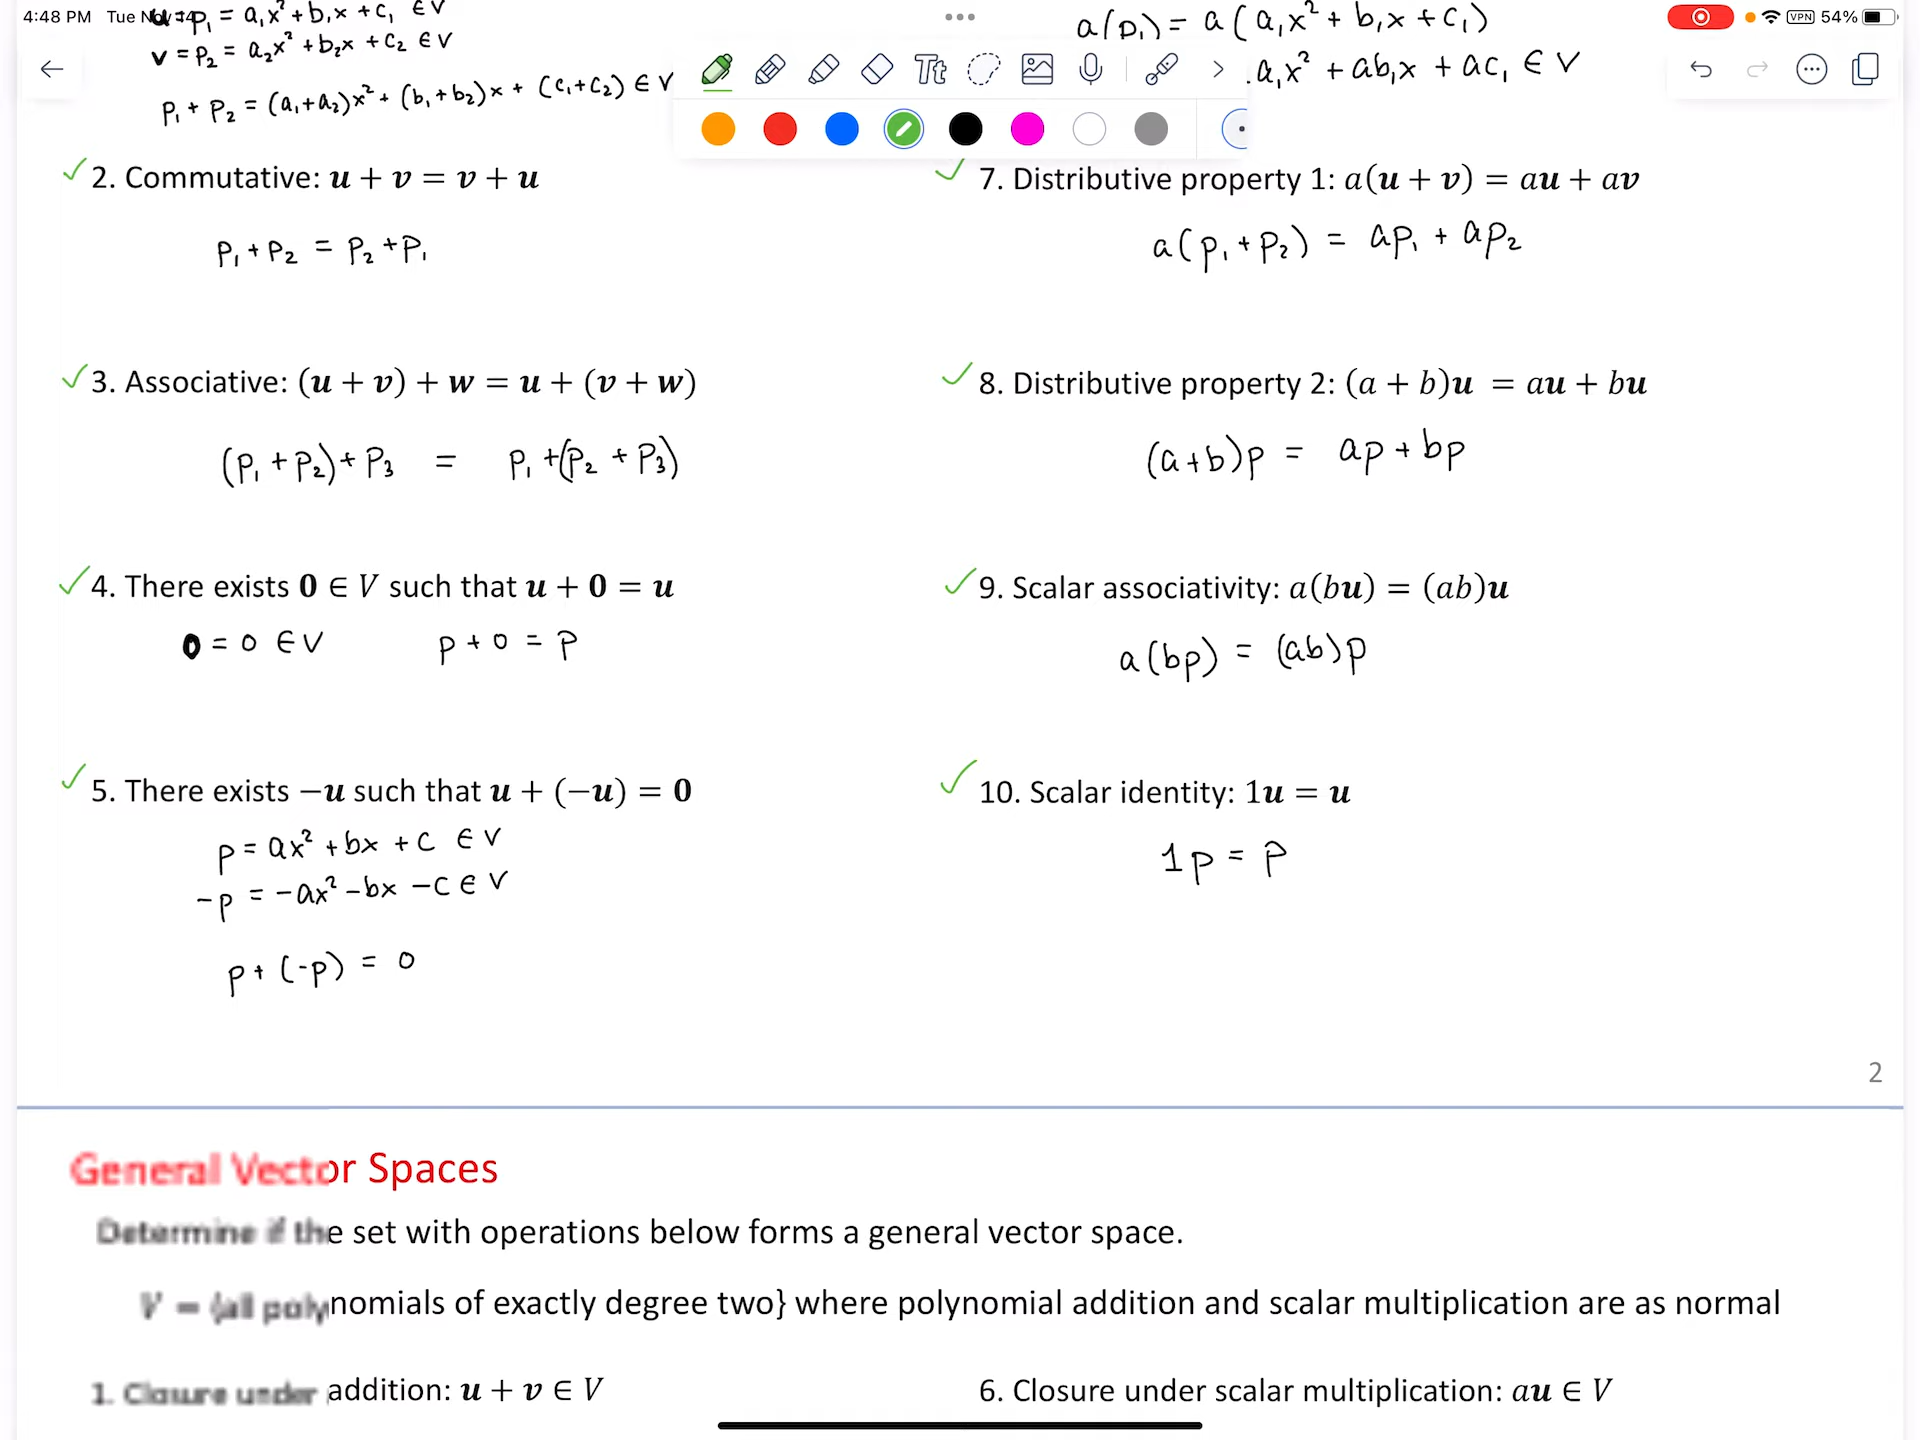 4:48 PM Tue Nov 14
VPN 54%
u = p₁ = a₁x² + b₁x + c₁ ∈ V
v = p₂ = a₂x² + b₂x + c₂ ∈ V
p₁ + p₂ = (a₁+a₂)x² + (b₁+b₂)x + (c₁+c₂) ∈ V
a(p₁) = a(a₁x² + b₁x + c₁)
a₁x² + ab₁x + ac₁ ∈ V
Tt
✓ 2. Commutative: u + v = v + u
p₁ + p₂ = p₂ + p₁
✓ 3. Associative: (u + v) + w = u + (v + w)
(p₁ + p₂) + p₃ = p₁ + (p₂ + p₃)
✓ 4. There exists 0 ∈ V such that u + 0 = u
0 = 0 ∈ V p + 0 = p
✓ 5. There exists −u such that u + (−u) = 0
p = ax² + bx + c ∈ V
-p = -ax² - bx - c ∈ V
p + (-p) = 0
✓ 7. Distributive property 1: a(u + v) = au + av
a(p₁ + p₂) = ap₁ + ap₂
✓ 8. Distributive property 2: (a + b)u = au + bu
(a+b)p = ap + bp
✓ 9. Scalar associativity: a(bu) = (ab)u
a(bp) = (ab)p
✓ 10. Scalar identity: 1u = u
1p = p
2
General Vector Spaces
Determine if the set with operations below forms a general vector space.
V = {all polynomials of exactly degree two} where polynomial addition and scalar multiplication are as normal
1. Closure under addition: u + v ∈ V
6. Closure under scalar multiplication: au ∈ V